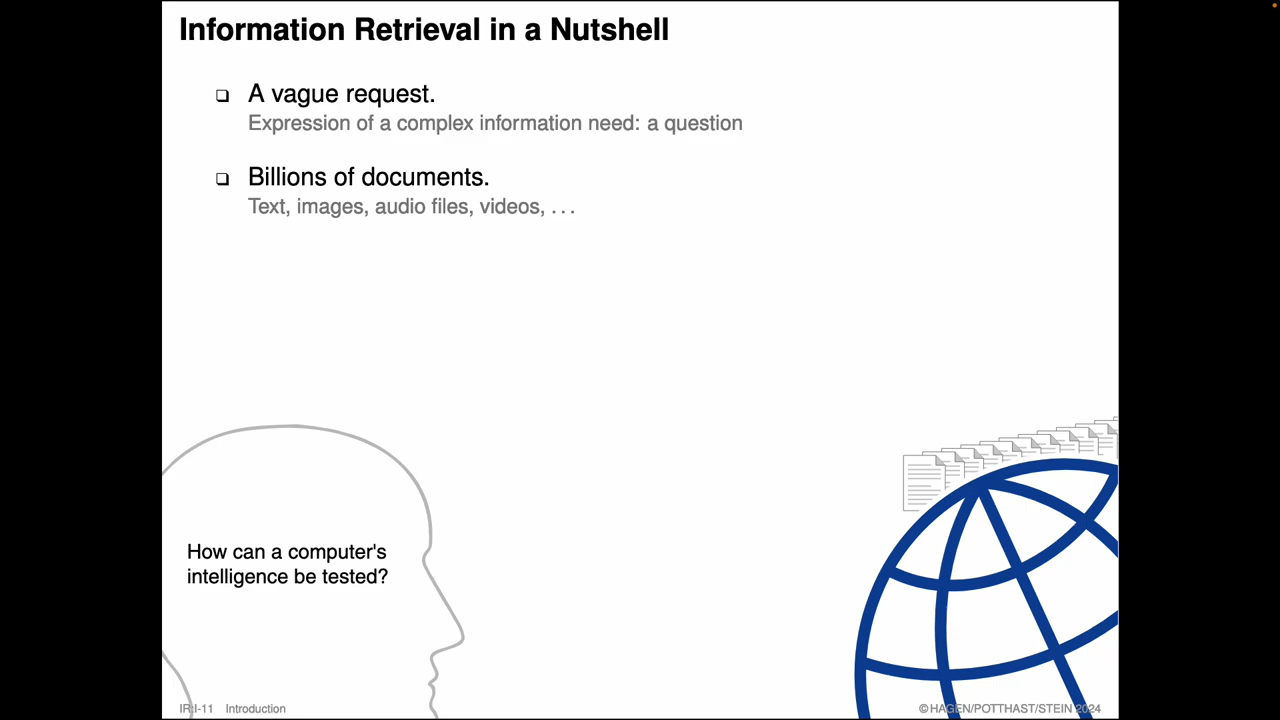 Information Retrieval in a Nutshell
❏ A vague request.
Expression of a complex information need: a question
❏ Billions of documents.
Text, images, audio files, videos, . . .
How can a computer's
intelligence be tested?
IR:I-11 Introduction
©HAGEN/POTTHAST/STEIN 2024